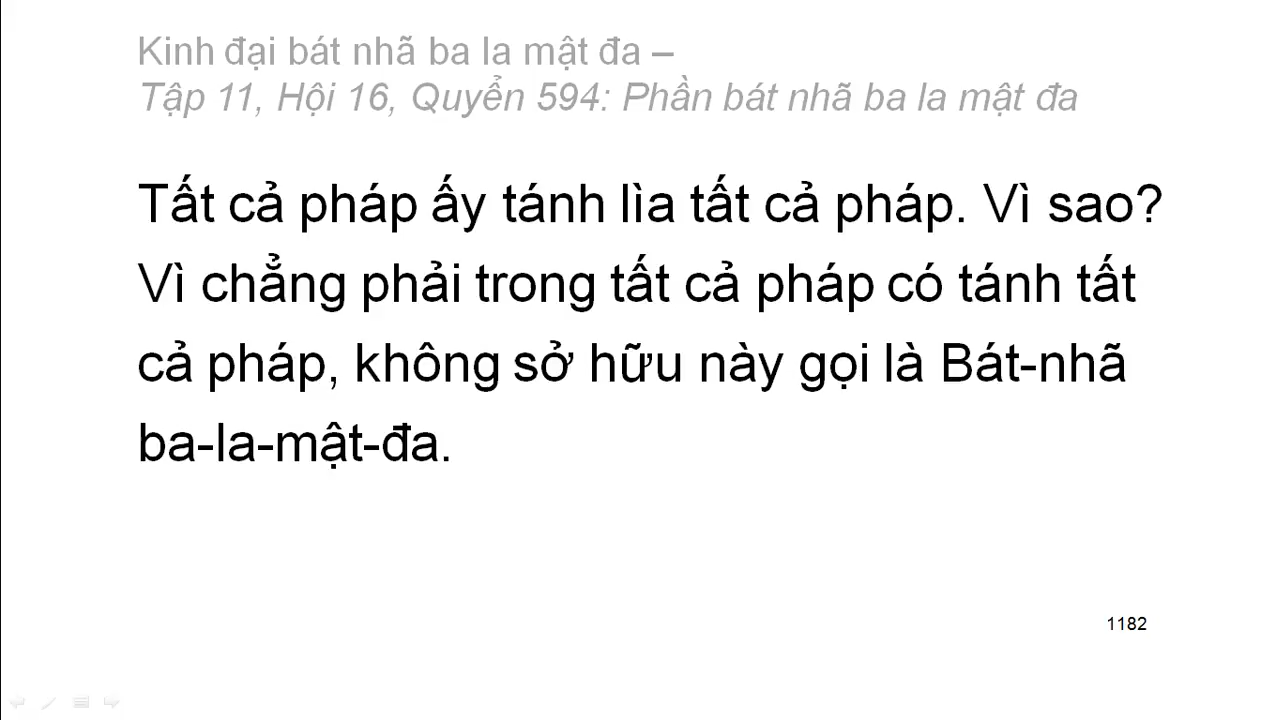 Kinh đại bát nhã ba la mật đa –
Tập 11, Hội 16, Quyển 594: Phần bát nhã ba la mật đa
Tất cả pháp ấy tánh lìa tất cả pháp. Vì sao?
Vì chẳng phải trong tất cả pháp có tánh tất
cả pháp, không sở hữu này gọi là Bát-nhã
ba-la-mật-đa.
1182